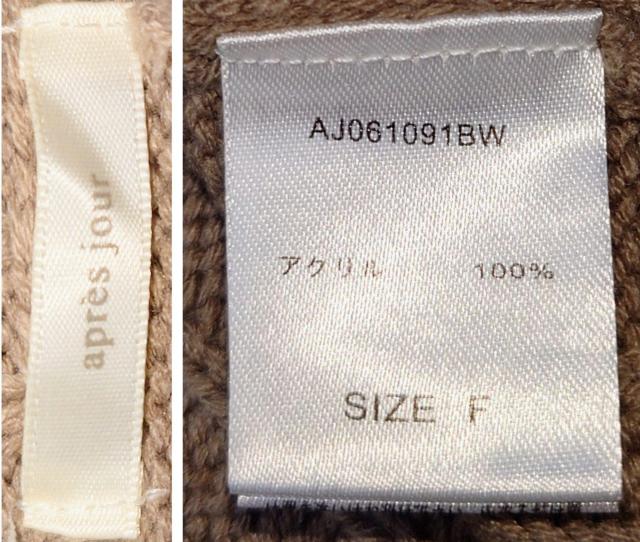 après jour
AJ061091BW
アクリル 100%
SIZE F